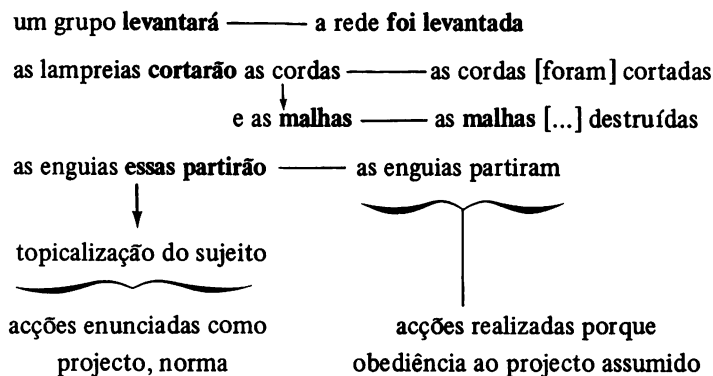 um grupo levantará —— a rede foi levantada
as lampreias cortarão as cordas —— as cordas [foram] cortadas
e as malhas —— as malhas [...] destruídas
as enguias essas partirão —— as enguias partiram
topicalização do sujeito
acções enunciadas como acções realizadas porque
projecto, norma obediência ao projecto assumido